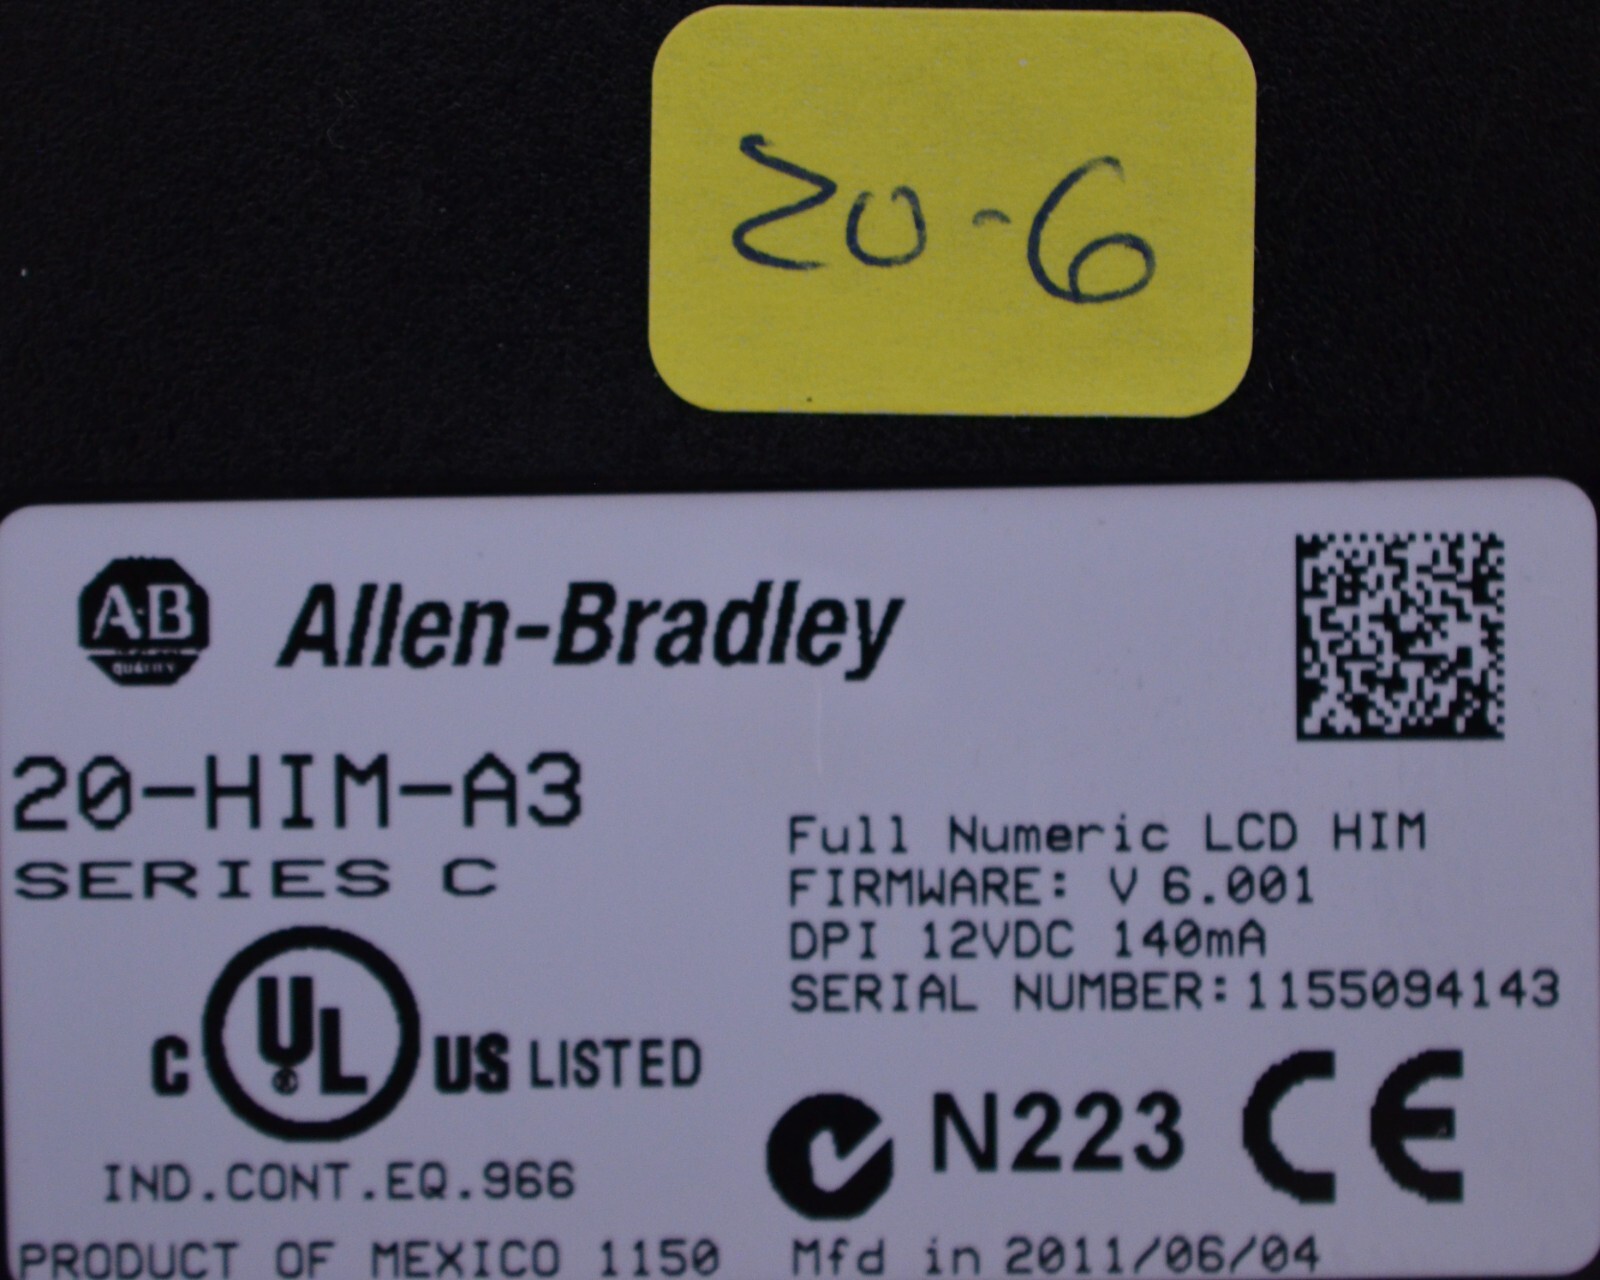 20-6
A·B
QUALITY
Allen-Bradley
20-HIM-A3
SERIES C
Full Numeric LCD HIM
FIRMWARE: V 6.001
DPI 12VDC 140mA
SERIAL NUMBER:1155094143
C UL® US LISTED
N223 CE
IND.CONT.EQ.966
PRODUCT OF MEXICO 1150
Mfd in 2011/06/04